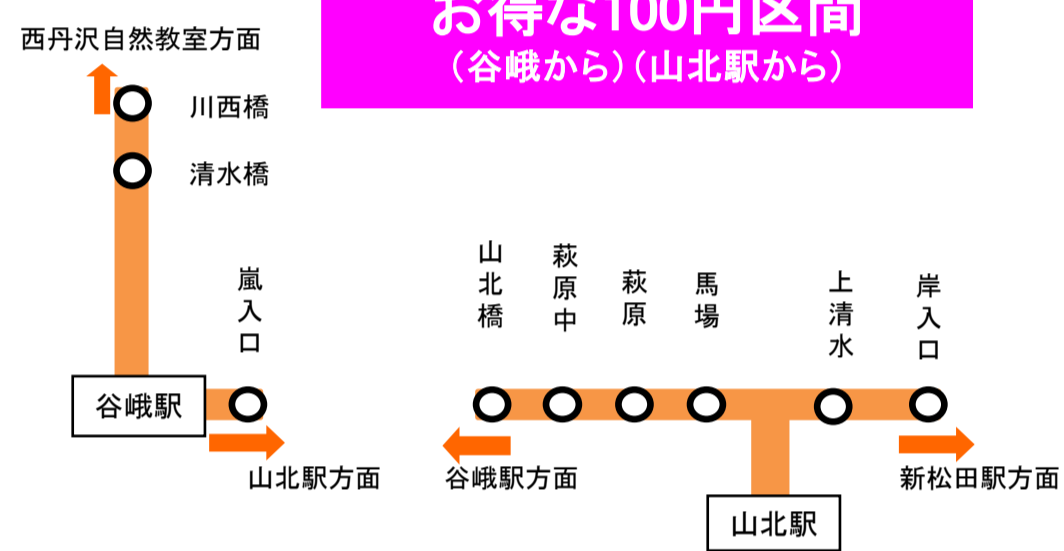 お得な100円区間
(谷峨から)(山北駅から)
西丹沢自然教室方面
川西橋
清水橋
嵐入口
谷峨駅
山北駅方面
山北橋
萩原中
萩原
馬場
上清水
岸入口
谷峨駅方面
新松田駅方面
山北駅